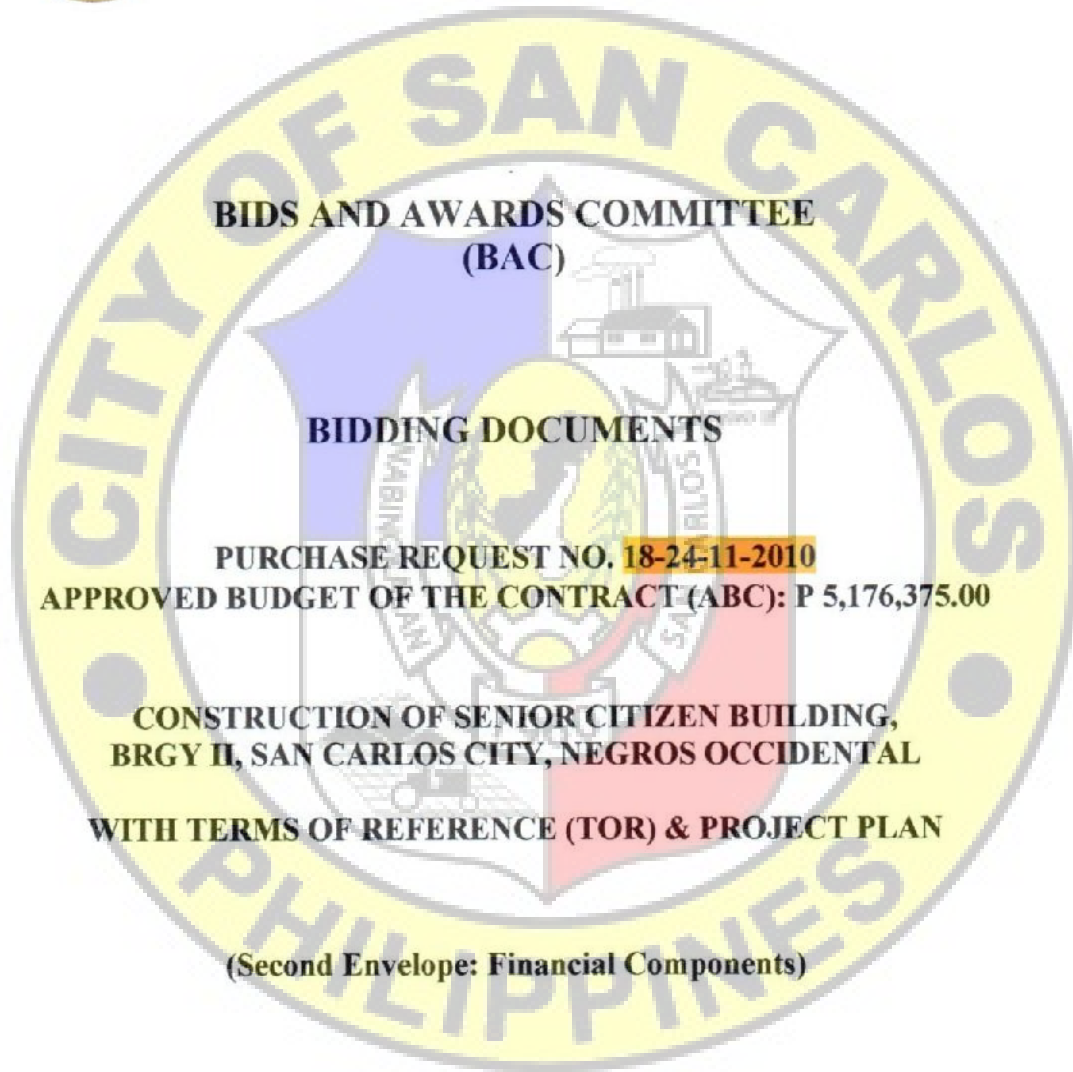 CITY OF SAN CARLOS
BIDS AND AWARDS COMMITTEE
(BAC)
BIDDING DOCUMENTS
PURCHASE REQUEST NO. 18-24-11-2010
APPROVED BUDGET OF THE CONTRACT (ABC): P 5,176,375.00
CONSTRUCTION OF SENIOR CITIZEN BUILDING,
BRGY II, SAN CARLOS CITY, NEGROS OCCIDENTAL
WITH TERMS OF REFERENCE (TOR) & PROJECT PLAN
(Second Envelope: Financial Components)
PHILIPPINES